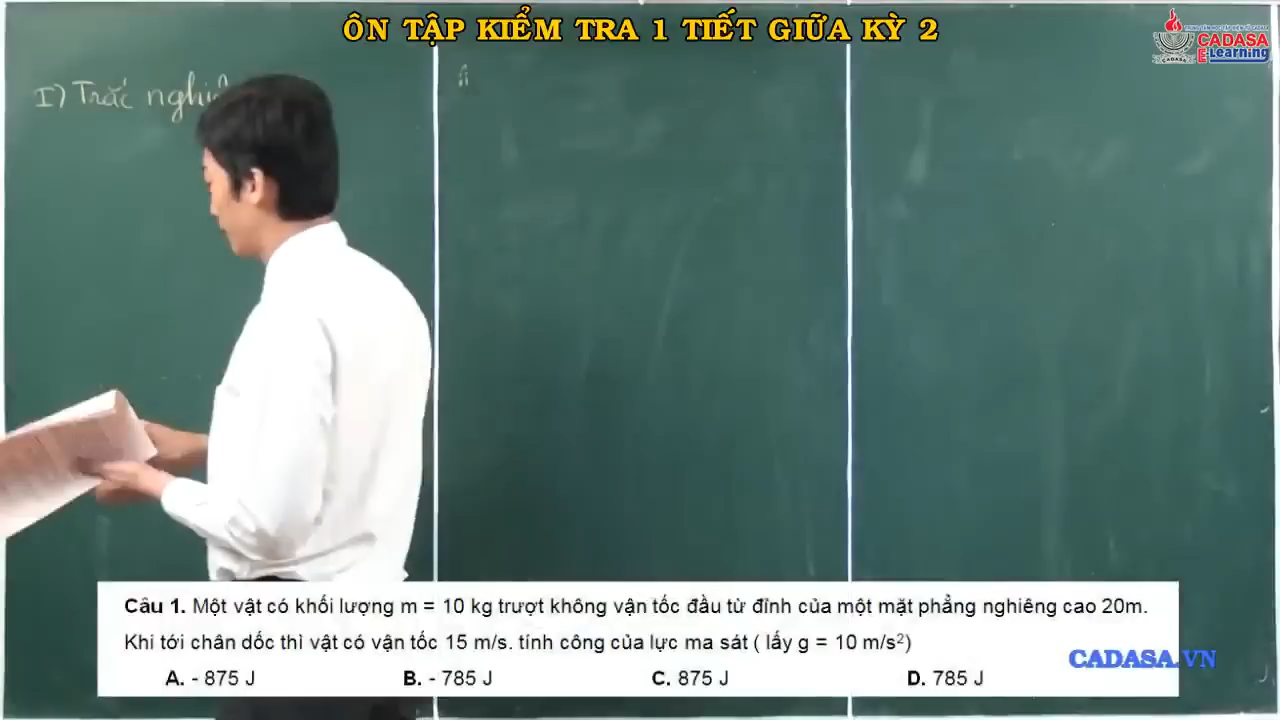 ÔN TẬP KIỂM TRA 1 TIẾT GIỮA KỲ 2
CADASA
E Learning
CADASA
I) Trắc
Câu 1. Một vật có khối lượng m = 10 kg trượt không vận tốc đầu từ đỉnh của một mặt phẳng nghiêng cao 20m.
Khi tới chân dốc thì vật có vận tốc 15 m/s. tính công của lực ma sát ( lấy g = 10 m/s²)
CADASA.VN
A. - 875 J B. - 785 J C. 875 J D. 785 J